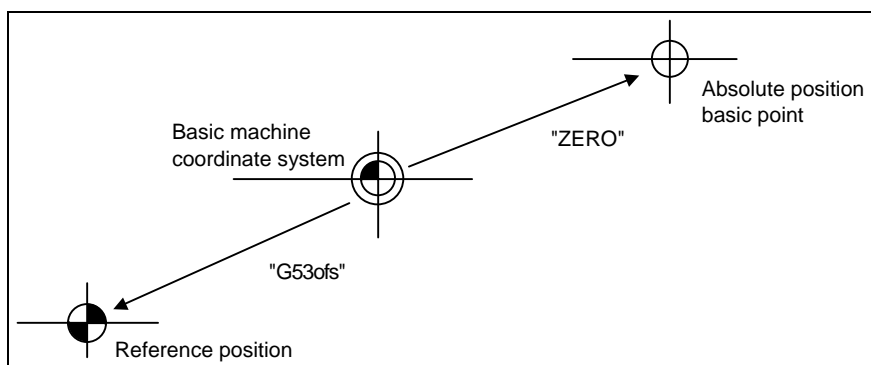 Absolute position
basic point
Basic machine
coordinate system
"ZERO"
"G53ofs"
Reference position